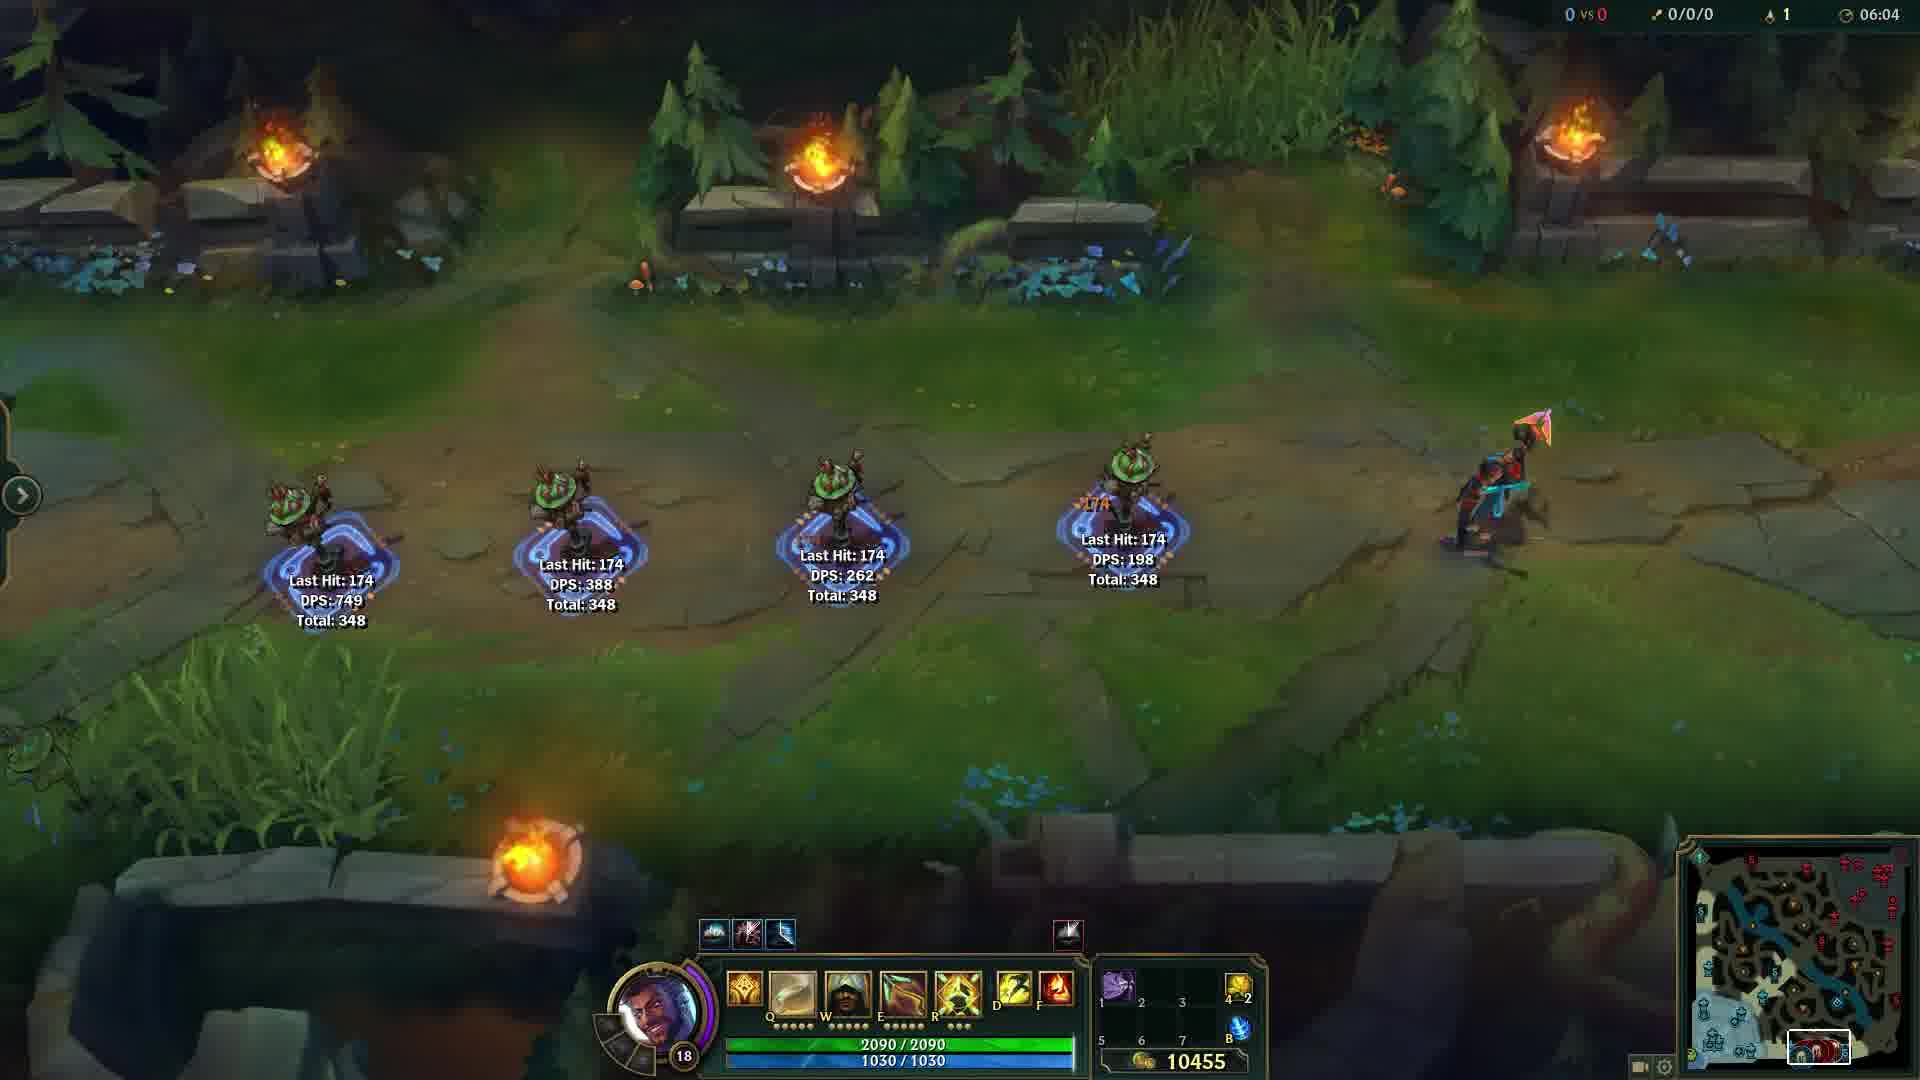 0 vs 0
0/0/0
1
06:04
174
Last Hit: 174
DPS: 749
Total: 348
Last Hit: 174
DPS: 388
Total: 348
Last Hit: 174
DPS: 262
Total: 348
Last Hit: 174
DPS: 198
Total: 348
Q W E R D F
18
2090 / 2090
1030 / 1030
1 2 3 4 2
5 6 7 B
10455